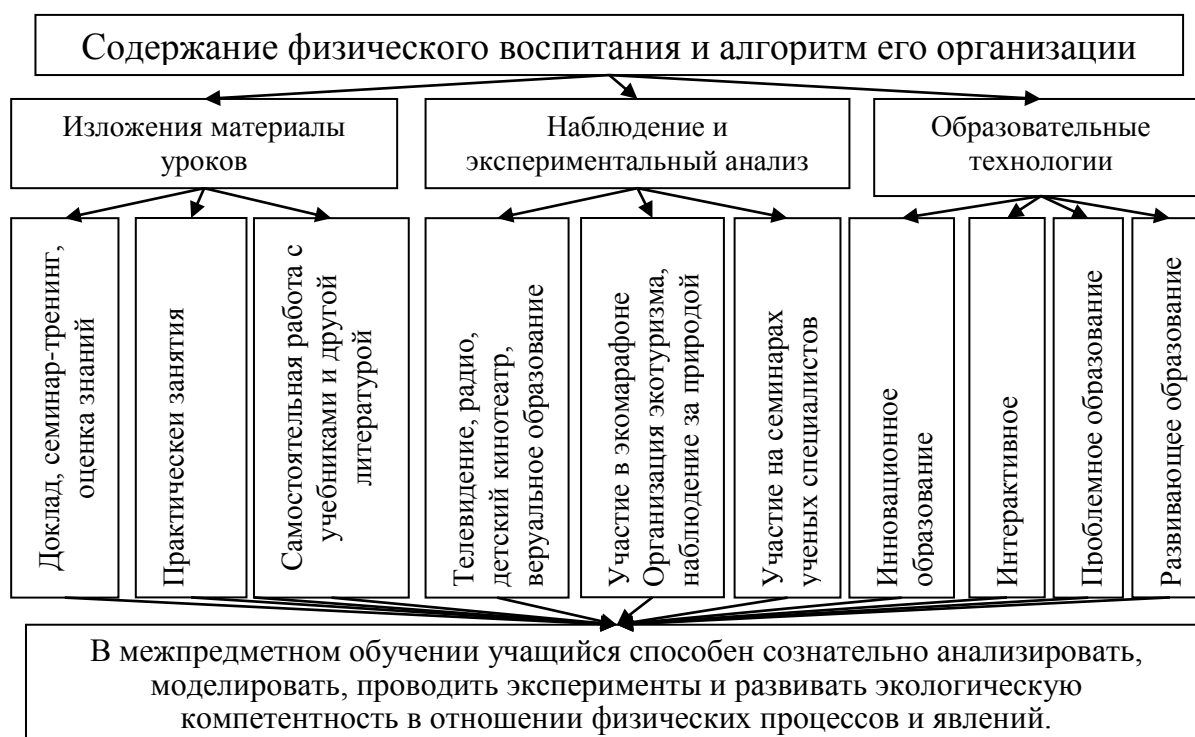 Содержание физического воспитания и алгоритм его организации
Изложения материалы
уроков
Наблюдение и
экспериментальный анализ
Образовательные
технологии
Доклад, семинар-тренинг,
оценка знаний
Практическеи занятия
Самостоятельная работа с
учебниками и другой
литературой
Телевидение, радио,
детский кинотеатр,
веруальное образование
Участие в экомарафоне
Организация экотуризма,
наблюдение за природой
Участие на семинарах
ученых специалистов
Инновационное
образование
Интерактивное
Проблемное образование
Развивающее образование
В межпредметном обучении учащийся способен сознательно анализировать,
моделировать, проводить эксперименты и развивать экологическую
компетентность в отношении физических процессов и явлений.